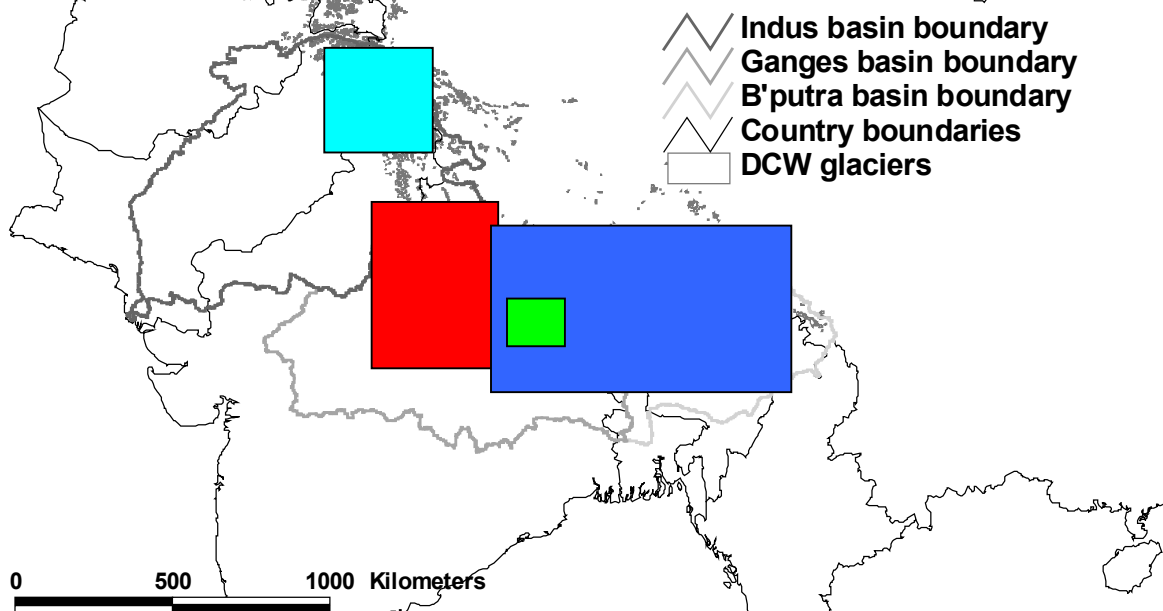 Indus basin boundary
Ganges basin boundary
B'putra basin boundary
Country boundaries
DCW glaciers
0 500 1000 Kilometers